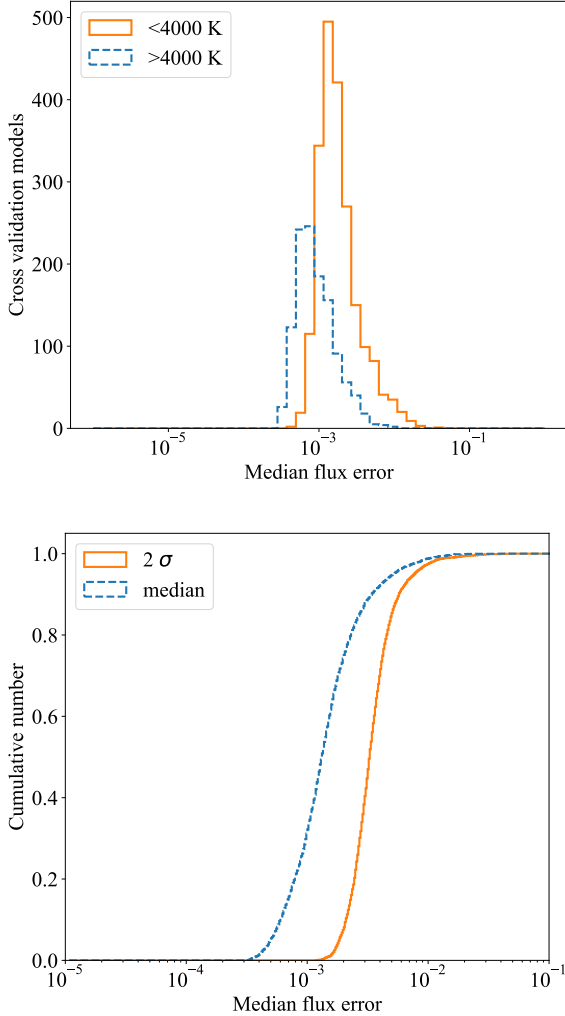 500
400
300
200
100
0
Cross validation models
<4000 K
>4000 K
10⁻⁵ 10⁻³ 10⁻¹
Median flux error
1.0
0.8
0.6
0.4
0.2
0.0
Cumulative number
2 σ
median
10⁻⁵ 10⁻⁴ 10⁻³ 10⁻² 10⁻¹
Median flux error